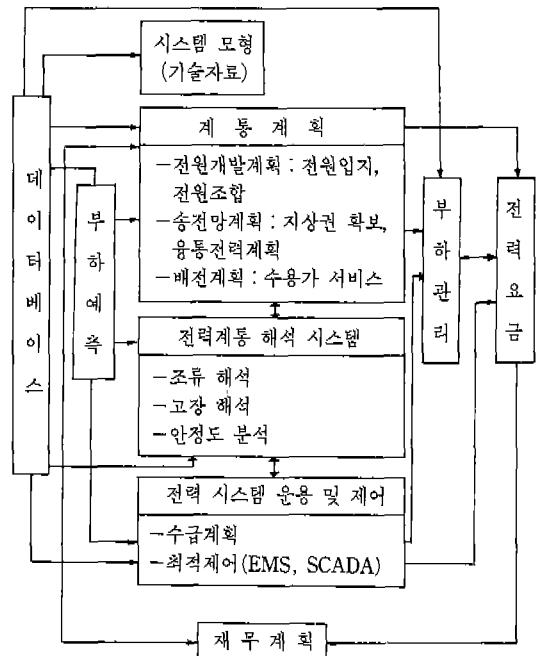 시스템 모형
(기술자료)
데이터베이스
부하예측
계 통 계 획
-전원개발계획 : 전원입지,
전원조합
-송전망계획 : 지상권 확보,
융통전력계획
-배전계획 : 수용가 서비스
전력계통 해석 시스템
-조류 해석
-고장 해석
-안정도 분석
전력 시스템 운용 및 제어
-수급계획
-최적제어(EMS, SCADA)
부하관리
전력요금
재 무 계 획